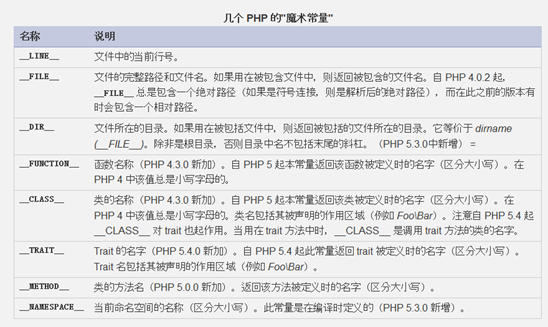 几个 PHP 的"魔术常量"
名称 说明
__LINE__ 文件中的当前行号。
__FILE__ 文件的完整路径和文件名。如果用在被包含文件中，则返回被包含的文件名。自 PHP 4.0.2 起，
__FILE__ 总是包含一个绝对路径（如果是符号连接，则是解析后的绝对路径），而在此之前的版本有
时会包含一个相对路径。
__DIR__ 文件所在的目录。如果用在被包括文件中，则返回被包括的文件所在的目录。它等价于 dirname
(__FILE__)。除非是根目录，否则目录中名不包括末尾的斜杠。（PHP 5.3.0中新增） =
__FUNCTION__ 函数名称（PHP 4.3.0 新加）。自 PHP 5 起本常量返回该函数被定义时的名字（区分大小写）。在
PHP 4 中该值总是小写字母的。
__CLASS__ 类的名称（PHP 4.3.0 新加）。自 PHP 5 起本常量返回该类被定义时的名字（区分大小写）。在
PHP 4 中该值总是小写字母的。类名包括其被声明的作用区域（例如 Foo\Bar）。注意自 PHP 5.4 起
__CLASS__ 对 trait 也起作用。当用在 trait 方法中时，__CLASS__ 是调用 trait 方法的类的名字。
__TRAIT__ Trait 的名字（PHP 5.4.0 新加）。自 PHP 5.4 起此常量返回 trait 被定义时的名字（区分大小写）。
Trait 名包括其被声明的作用区域（例如 Foo\Bar）。
__METHOD__ 类的方法名（PHP 5.0.0 新加）。返回该方法被定义时的名字（区分大小写）。
__NAMESPACE__ 当前命名空间的名称（区分大小写）。此常量是在编译时定义的（PHP 5.3.0 新增）。